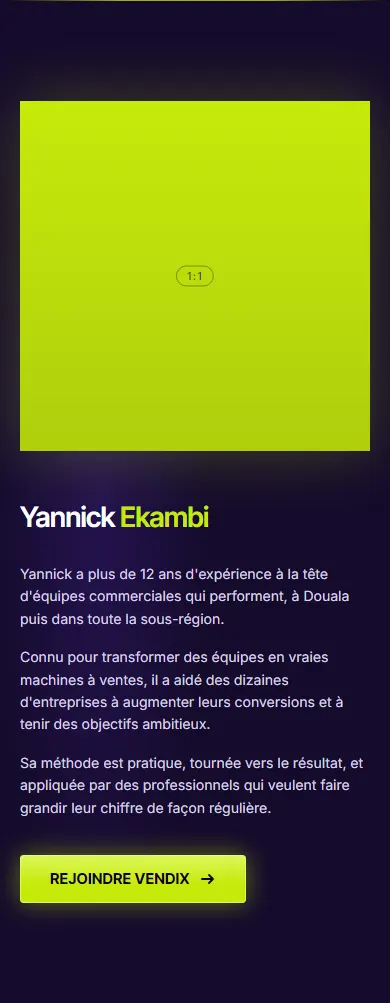 1:1
Yannick Ekambi
Yannick a plus de 12 ans d'expérience à la tête
d'équipes commerciales qui performent, à Douala
puis dans toute la sous-région.
Connu pour transformer des équipes en vraies
machines à ventes, il a aidé des dizaines
d'entreprises à augmenter leurs conversions et à
tenir des objectifs ambitieux.
Sa méthode est pratique, tournée vers le résultat, et
appliquée par des professionnels qui veulent faire
grandir leur chiffre de façon régulière.
REJOINDRE VENDIX →